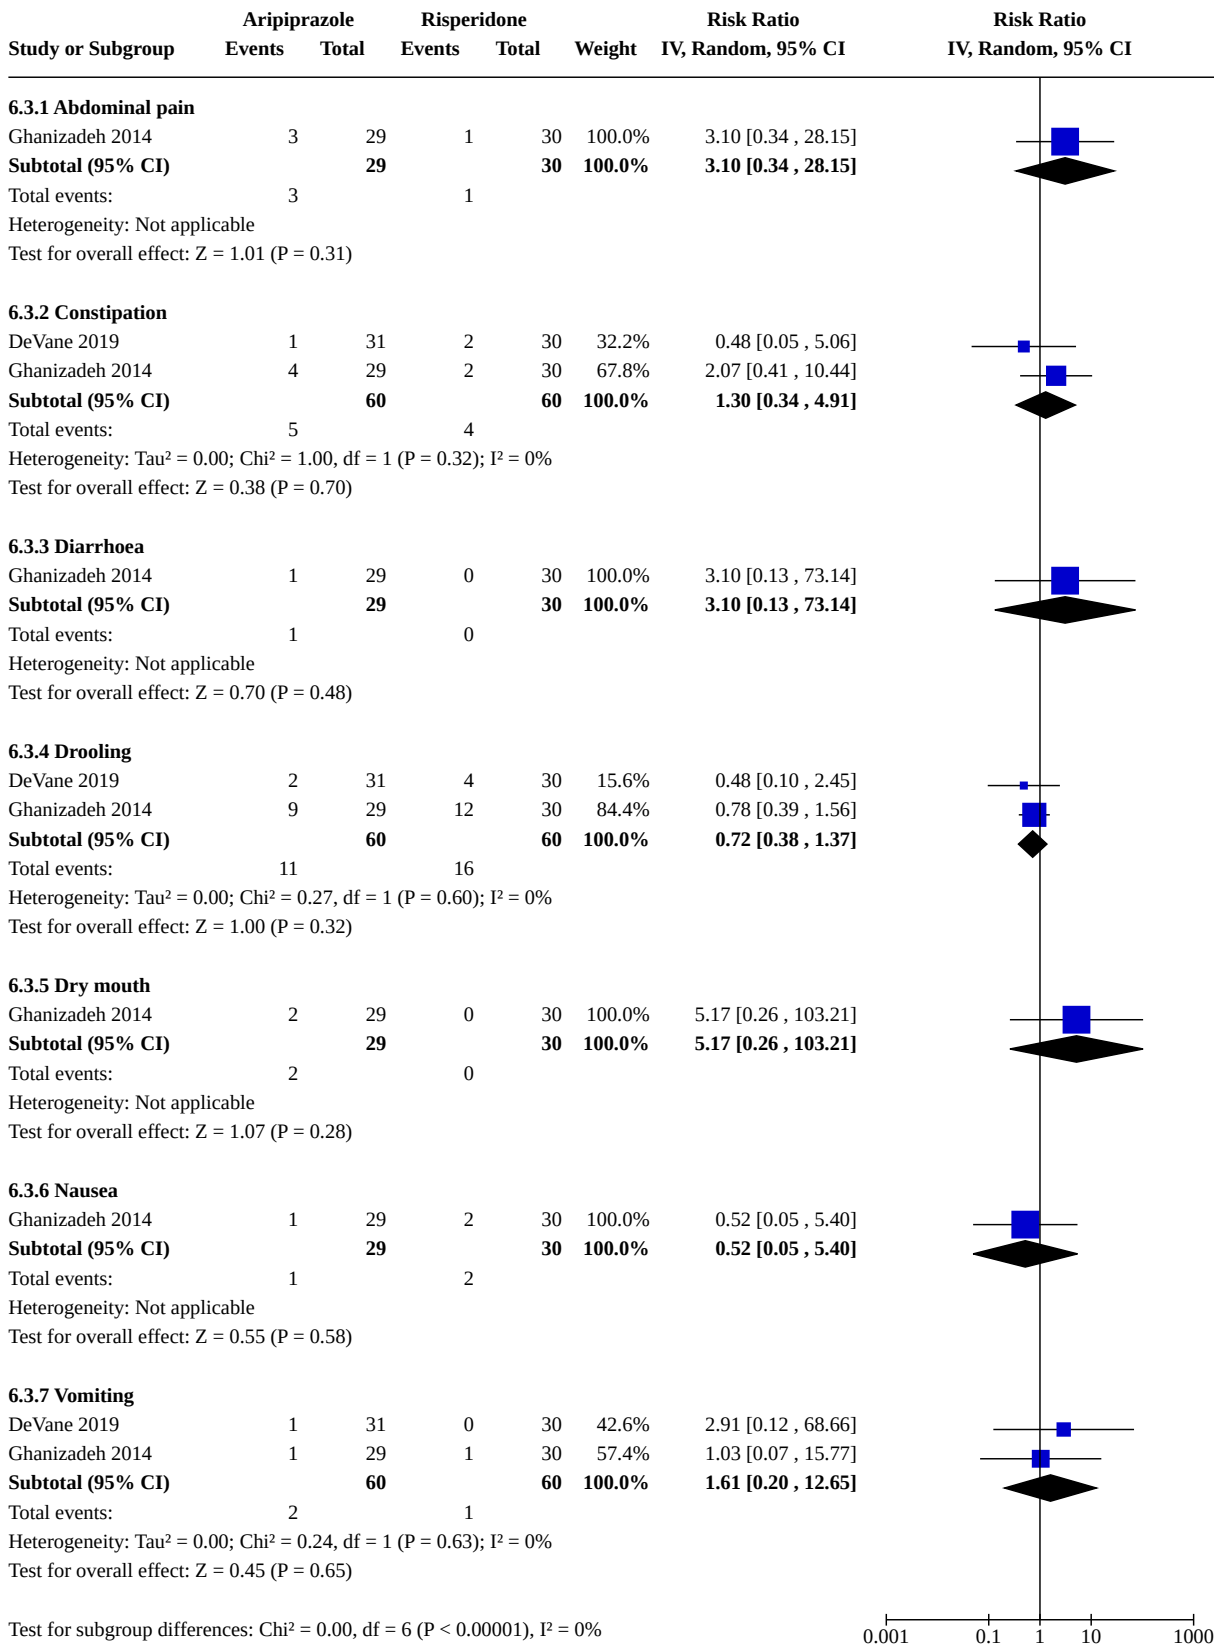 Aripiprazole Risperidone Risk Ratio Risk Ratio
Study or Subgroup Events Total Events Total Weight IV, Random, 95% CI IV, Random, 95% CI
6.3.1 Abdominal pain
Ghanizadeh 2014 3 29 1 30 100.0% 3.10 [0.34 , 28.15]
Subtotal (95% CI) 29 30 100.0% 3.10 [0.34 , 28.15]
Total events: 3 1
Heterogeneity: Not applicable
Test for overall effect: Z = 1.01 (P = 0.31)
6.3.2 Constipation
DeVane 2019 1 31 2 30 32.2% 0.48 [0.05 , 5.06]
Ghanizadeh 2014 4 29 2 30 67.8% 2.07 [0.41 , 10.44]
Subtotal (95% CI) 60 60 100.0% 1.30 [0.34 , 4.91]
Total events: 5 4
Heterogeneity: Tau² = 0.00; Chi² = 1.00, df = 1 (P = 0.32); I² = 0%
Test for overall effect: Z = 0.38 (P = 0.70)
6.3.3 Diarrhoea
Ghanizadeh 2014 1 29 0 30 100.0% 3.10 [0.13 , 73.14]
Subtotal (95% CI) 29 30 100.0% 3.10 [0.13 , 73.14]
Total events: 1 0
Heterogeneity: Not applicable
Test for overall effect: Z = 0.70 (P = 0.48)
6.3.4 Drooling
DeVane 2019 2 31 4 30 15.6% 0.48 [0.10 , 2.45]
Ghanizadeh 2014 9 29 12 30 84.4% 0.78 [0.39 , 1.56]
Subtotal (95% CI) 60 60 100.0% 0.72 [0.38 , 1.37]
Total events: 11 16
Heterogeneity: Tau² = 0.00; Chi² = 0.27, df = 1 (P = 0.60); I² = 0%
Test for overall effect: Z = 1.00 (P = 0.32)
6.3.5 Dry mouth
Ghanizadeh 2014 2 29 0 30 100.0% 5.17 [0.26 , 103.21]
Subtotal (95% CI) 29 30 100.0% 5.17 [0.26 , 103.21]
Total events: 2 0
Heterogeneity: Not applicable
Test for overall effect: Z = 1.07 (P = 0.28)
6.3.6 Nausea
Ghanizadeh 2014 1 29 2 30 100.0% 0.52 [0.05 , 5.40]
Subtotal (95% CI) 29 30 100.0% 0.52 [0.05 , 5.40]
Total events: 1 2
Heterogeneity: Not applicable
Test for overall effect: Z = 0.55 (P = 0.58)
6.3.7 Vomiting
DeVane 2019 1 31 0 30 42.6% 2.91 [0.12 , 68.66]
Ghanizadeh 2014 1 29 1 30 57.4% 1.03 [0.07 , 15.77]
Subtotal (95% CI) 60 60 100.0% 1.61 [0.20 , 12.65]
Total events: 2 1
Heterogeneity: Tau² = 0.00; Chi² = 0.24, df = 1 (P = 0.63); I² = 0%
Test for overall effect: Z = 0.45 (P = 0.65)
Test for subgroup differences: Chi² = 0.00, df = 6 (P < 0.00001), I² = 0%
0.001 0.1 1 10 1000